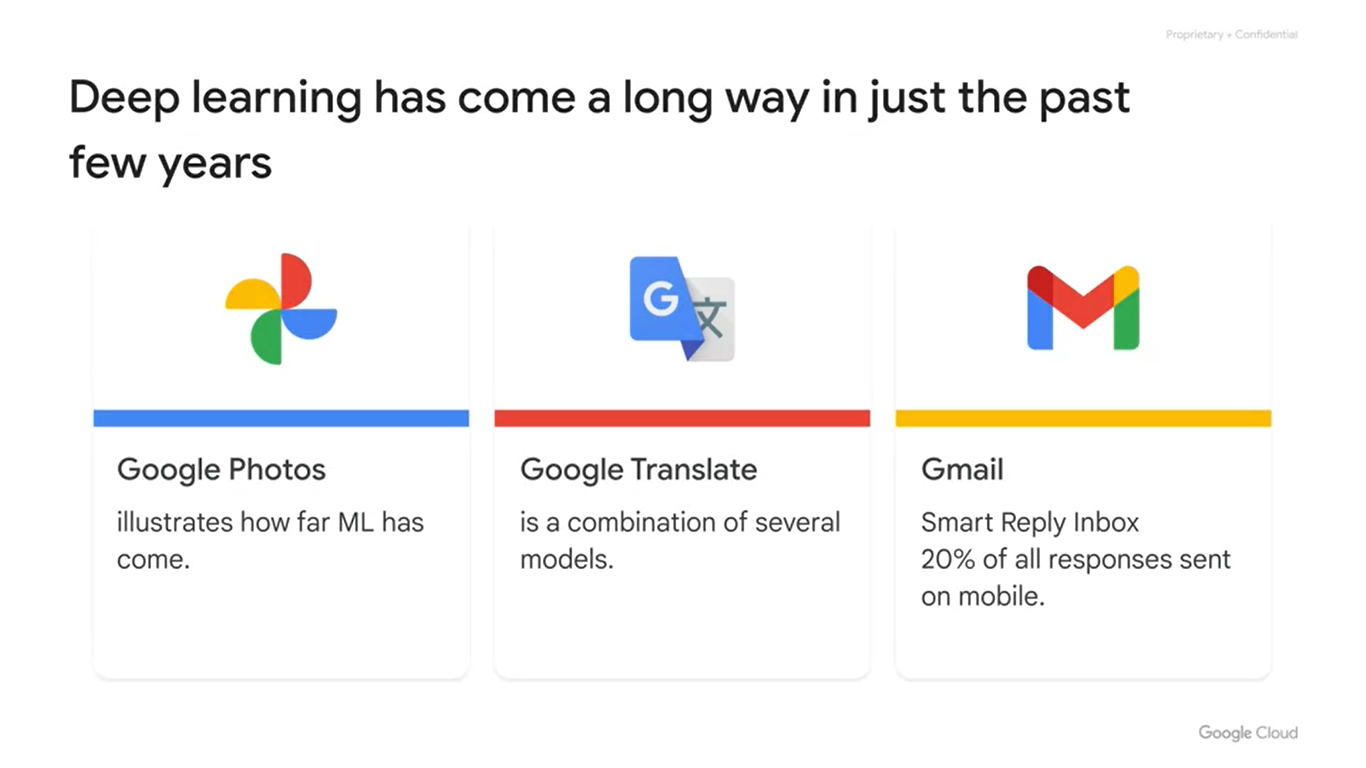 Proprietary + Confidential
Deep learning has come a long way in just the past
few years
G
文
Google Photos
illustrates how far ML has
come.
Google Translate
is a combination of several
models.
Gmail
Smart Reply Inbox
20% of all responses sent
on mobile.
Google Cloud